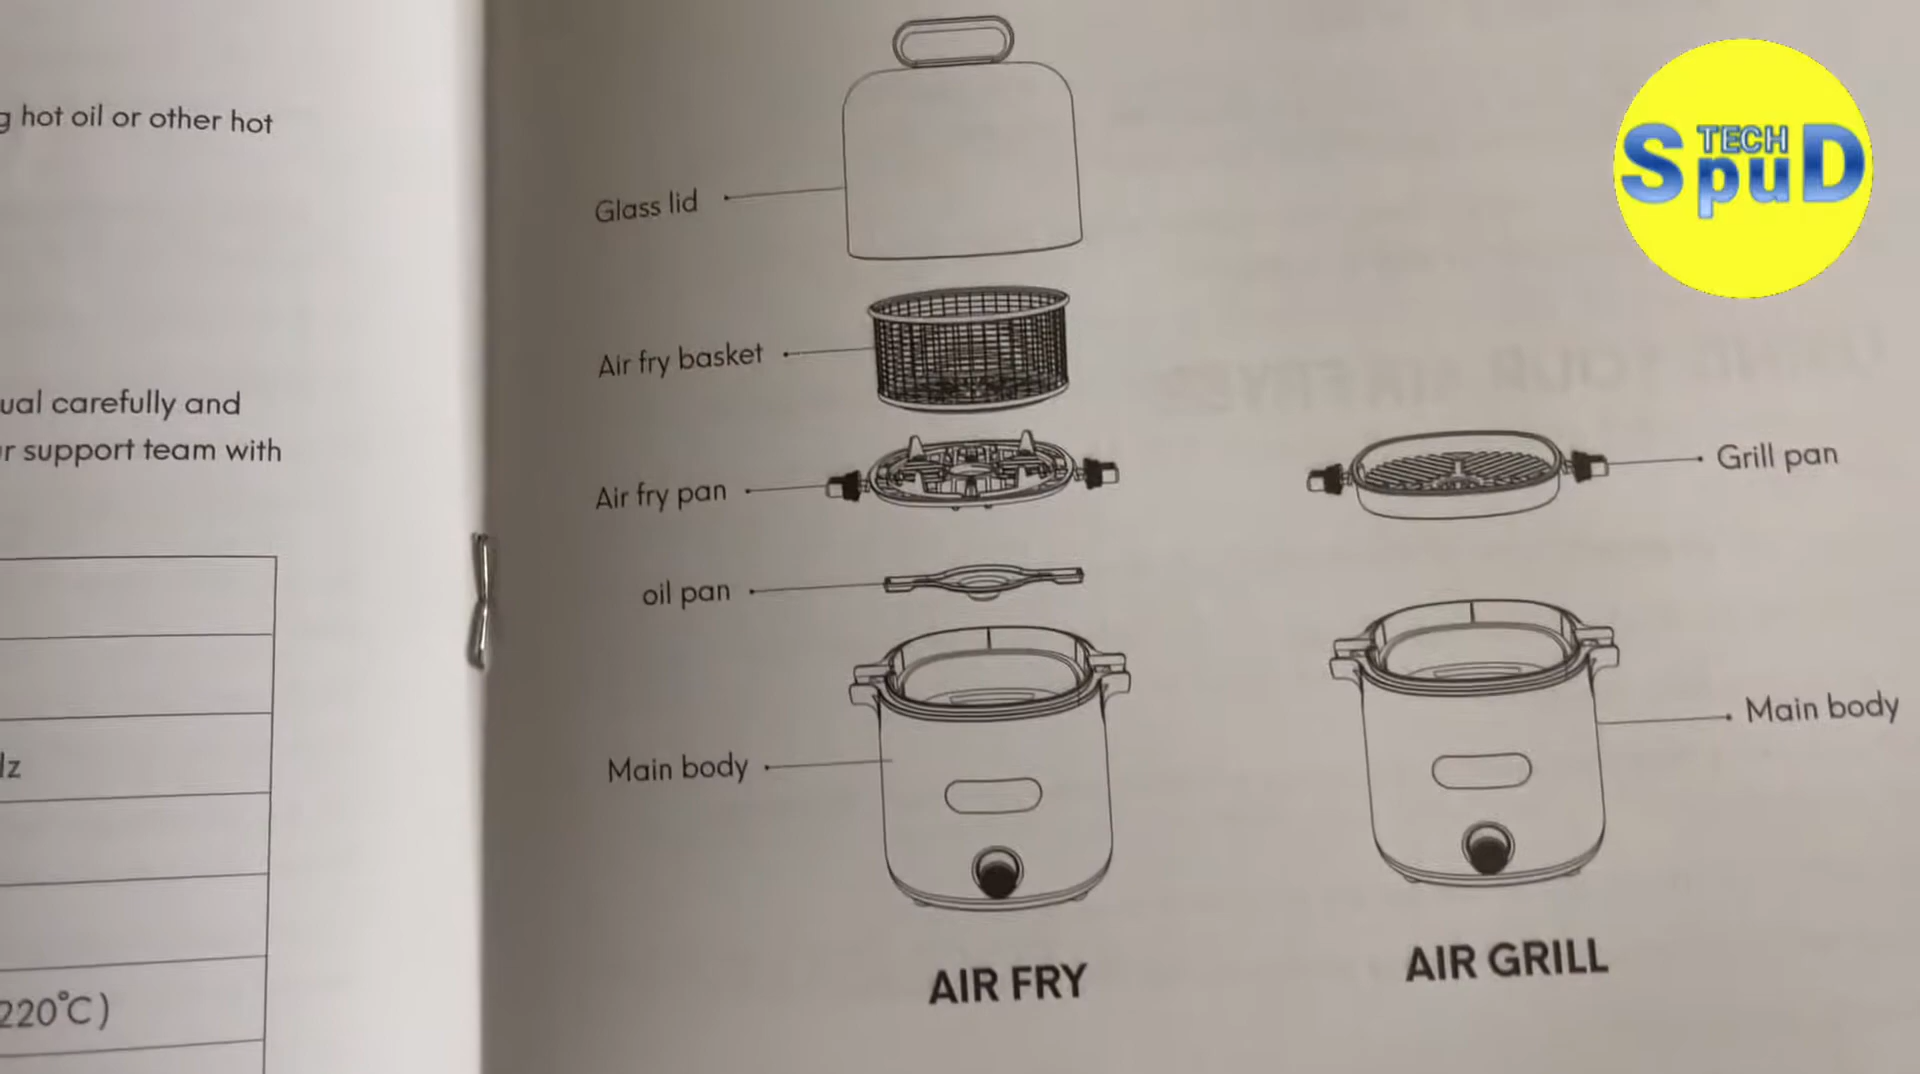 g hot oil or other hot
ual carefully and
r support team with
220°C)
Glass lid
Air fry basket
Air fry pan
oil pan
Main body
AIR FRY
Grill pan
Main body
AIR GRILL
TECH
SpuD